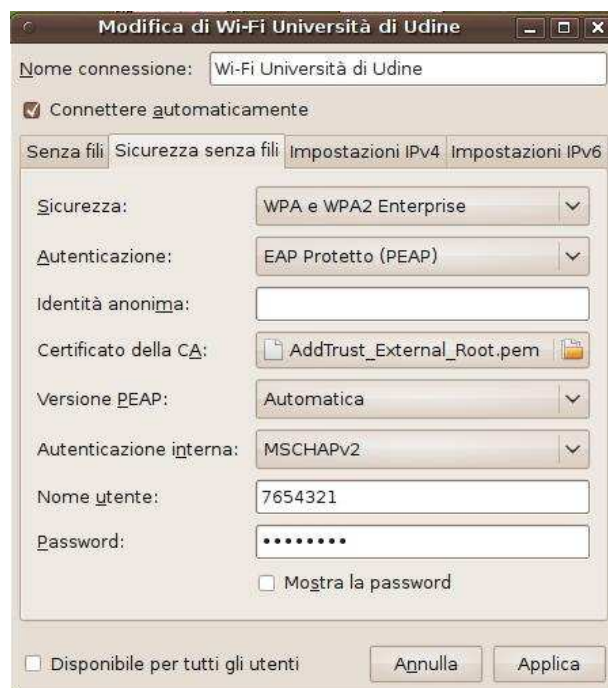 Modifica di Wi-Fi Università di Udine
Nome connessione: Wi-Fi Università di Udine
Connettere automaticamente
Senza fili Sicurezza senza fili Impostazioni IPv4 Impostazioni IPv6
Sicurezza: WPA e WPA2 Enterprise
Autenticazione: EAP Protetto (PEAP)
Identità anonima:
Certificato della CA: AddTrust_External_Root.pem
Versione PEAP: Automatica
Autenticazione interna: MSCHAPv2
Nome utente: 7654321
Password: ••••••••
Mostra la password
Disponibile per tutti gli utenti Annulla Applica